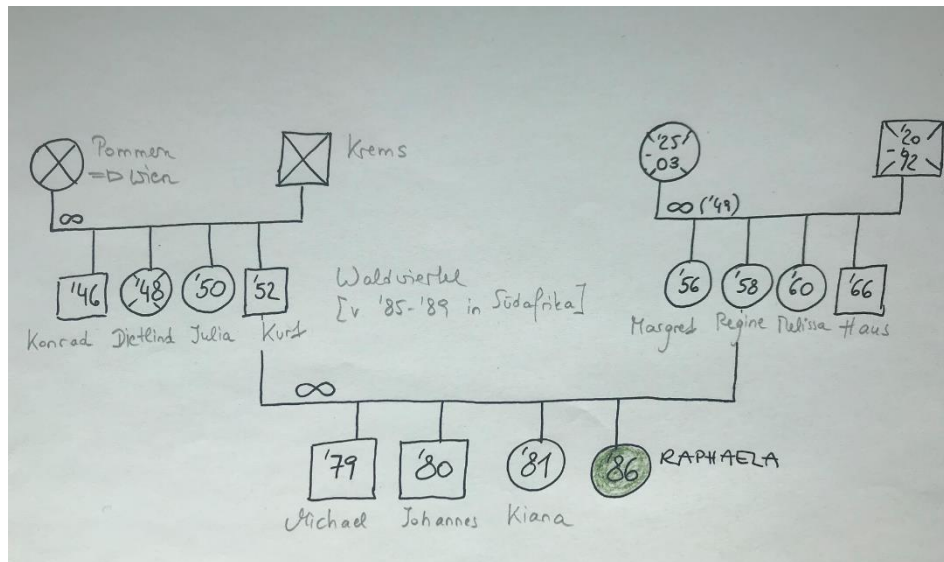 Pommern
=> Wien
Krems
'25
-03
'20
-92
∞
∞ ('49)
'46
'48
'50
'52
'56
'58
'60
'66
Konrad Dietlind Julia Kurt
Waldviertel
[v '85-'89 in Südafrika]
Margred Regine Melissa Haus
∞
'79
'80
'81
'86
RAPHAELA
Michael Johannes Kiana